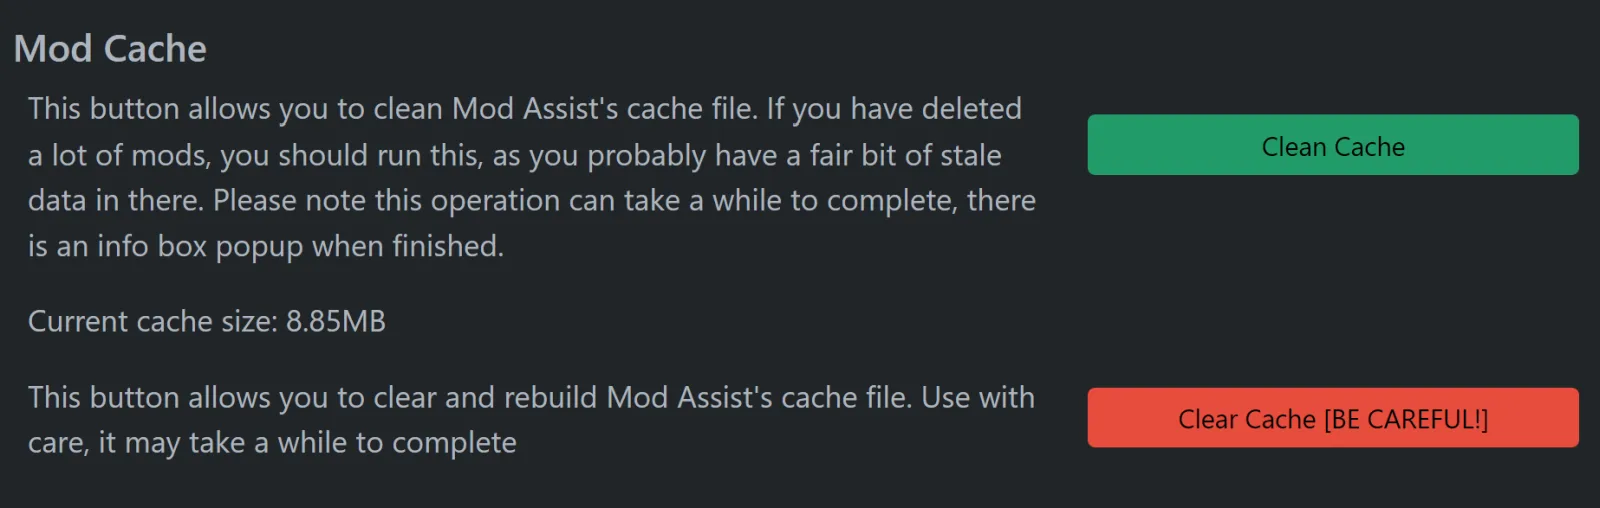 Mod Cache
This button allows you to clean Mod Assist's cache file. If you have deleted
a lot of mods, you should run this, as you probably have a fair bit of stale
data in there. Please note this operation can take a while to complete, there
is an info box popup when finished.
Clean Cache
Current cache size: 8.85MB
This button allows you to clear and rebuild Mod Assist's cache file. Use with
care, it may take a while to complete
Clear Cache [BE CAREFUL!]